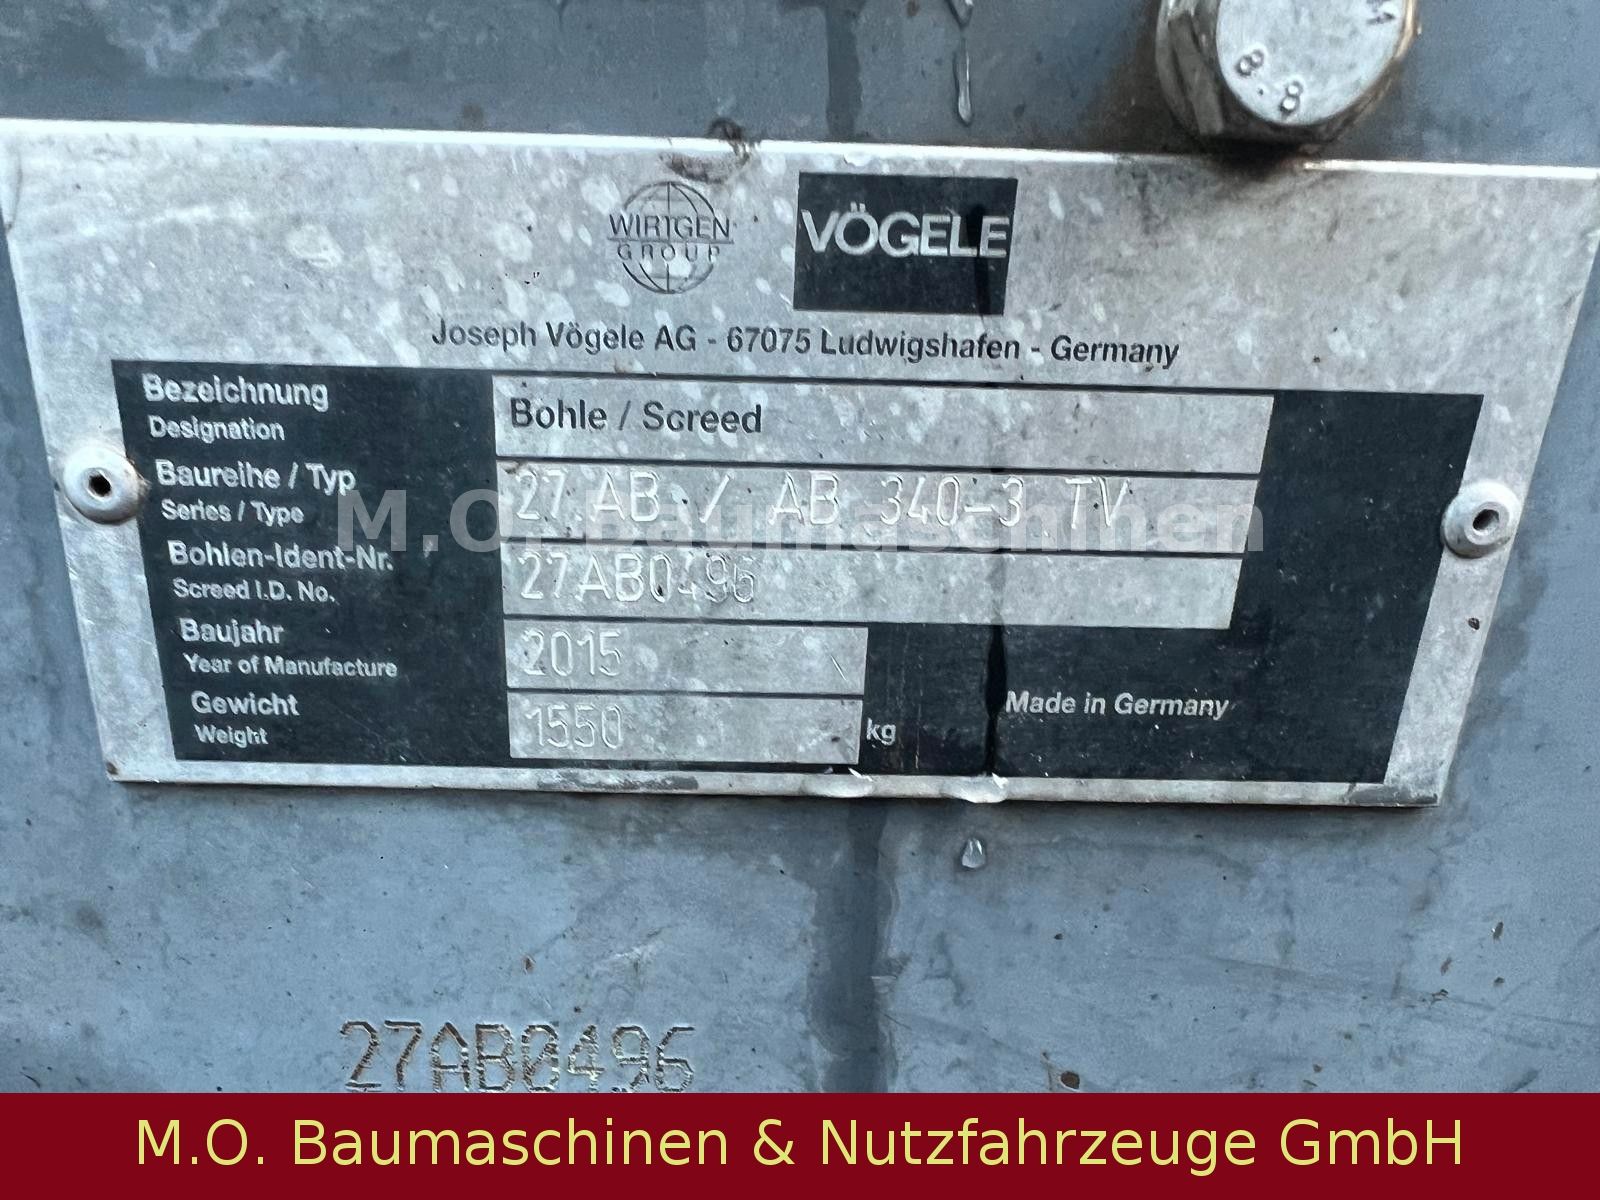 8.8
WIRTGEN
GROUP
VÖGELE
Joseph Vögele AG - 67075 Ludwigshafen - Germany
Bezeichnung
Designation
Bohle / Screed
Baureihe / Typ
Series / Type
27.AB / AB 340-3 TV
M.O. Baumaschinen
Bohlen-Ident-Nr.
Screed I.D. No.
27AB0496
Baujahr
Year of Manufacture
2015
Gewicht
Weight
1550 kg
Made in Germany
27AB0496
M.O. Baumaschinen & Nutzfahrzeuge GmbH